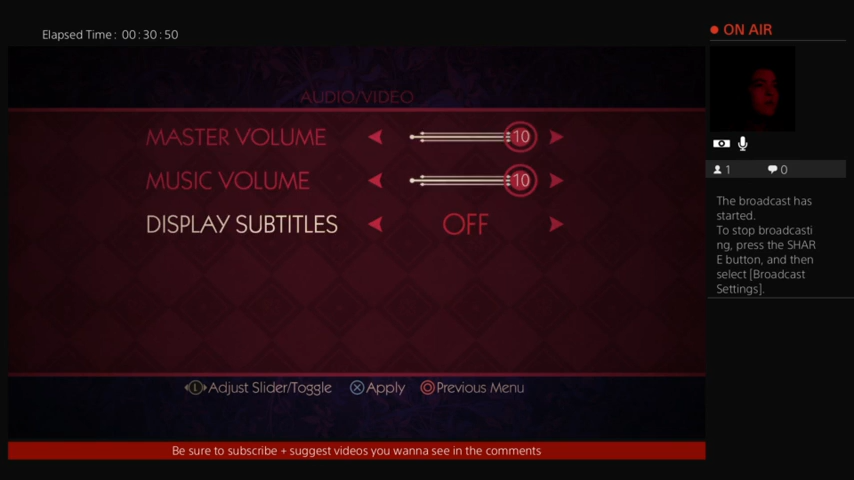 Elapsed Time: 00:30:50
ON AIR
AUDIO/VIDEO
MASTER VOLUME 10
MUSIC VOLUME 10
DISPLAY SUBTITLES OFF
L Adjust Slider/Toggle Apply Previous Menu
Be sure to subscribe + suggest videos you wanna see in the comments
1 0
The broadcast has
started.
To stop broadcasti
ng, press the SHAR
E button, and then
select [Broadcast
Settings].